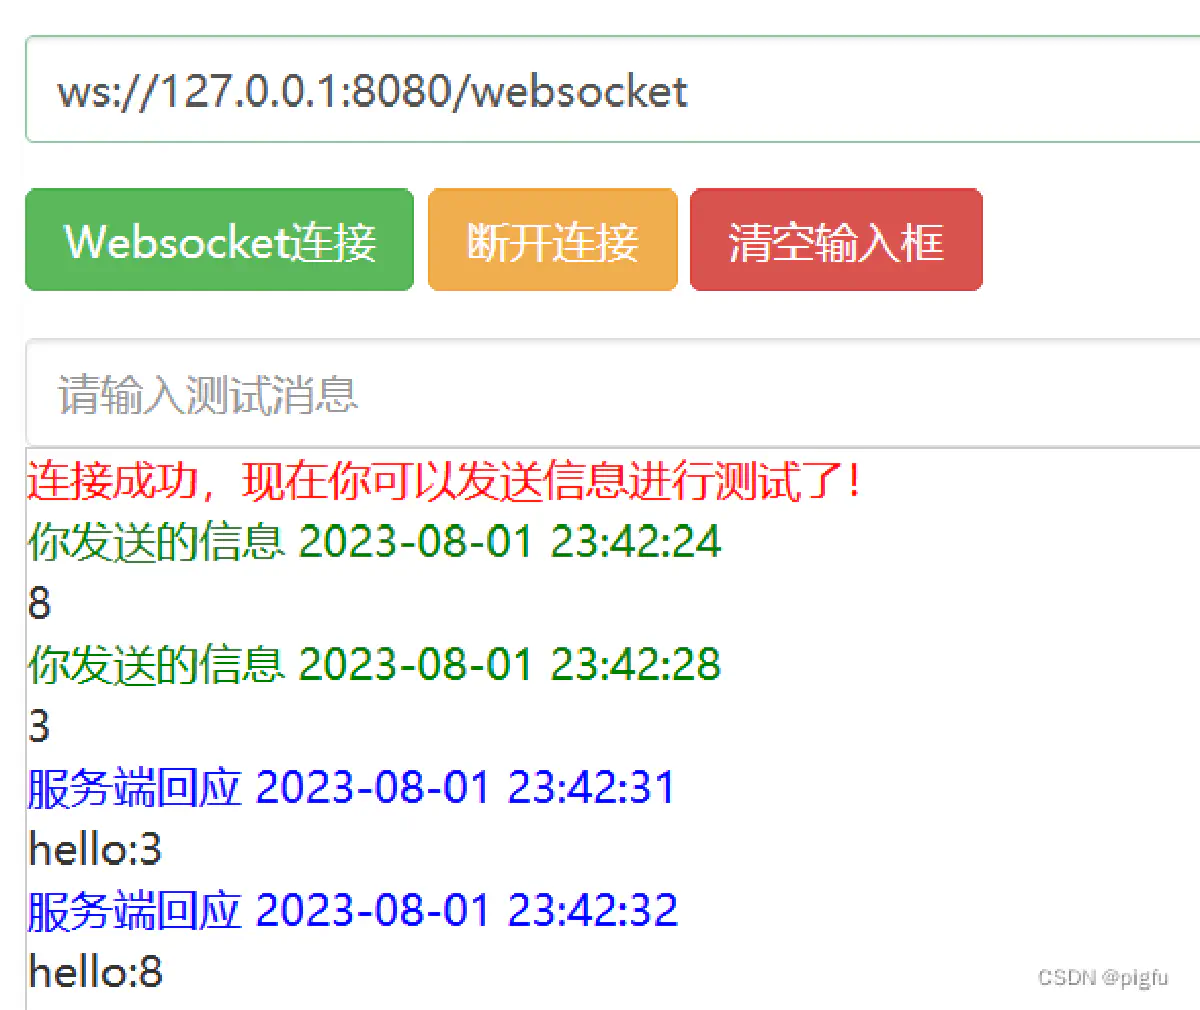 ws://127.0.0.1:8080/websocket
Websocket连接 断开连接 清空输入框
请输入测试消息
连接成功，现在你可以发送信息进行测试了！
你发送的信息 2023-08-01 23:42:24
8
你发送的信息 2023-08-01 23:42:28
3
服务端回应 2023-08-01 23:42:31
hello:3
服务端回应 2023-08-01 23:42:32
hello:8
CSDN @pigfu